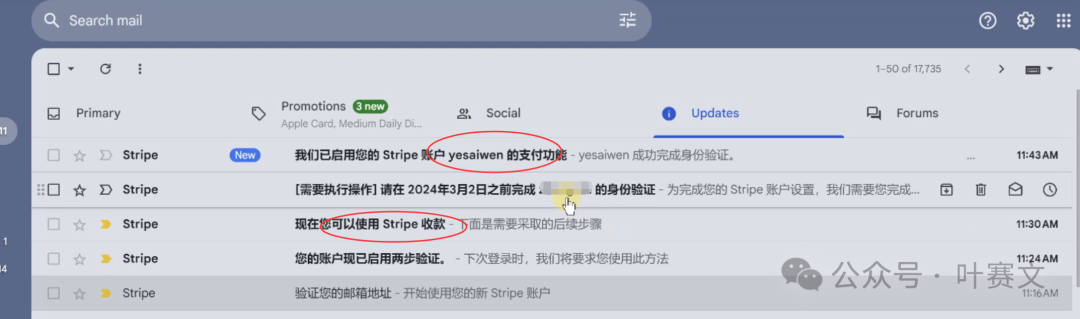 Search mail
1–50 of 17,735
Primary
Promotions 3 new
Apple Card, Medium Daily Di...
Social
Updates
Forums
11
Stripe New 我们已启用您的 Stripe 账户 yesaiwen 的支付功能 - yesaiwen 成功完成身份验证。 ... 11:43 AM
Stripe [需要执行操作] 请在 2024年3月2日之前完成 的身份验证 - 为完成您的 Stripe 账户设置，我们需要您完成...
Stripe 现在您可以使用 Stripe 收款 - 下面是需要采取的后续步骤 11:30 AM
1
Stripe 您的账户现已启用两步验证。 - 下次登录时，我们将要求您使用此方法 11:24 AM
14
Stripe 验证您的邮箱地址 - 开始使用您的新 Stripe 账户 11:16 AM
公众号 · 叶赛文